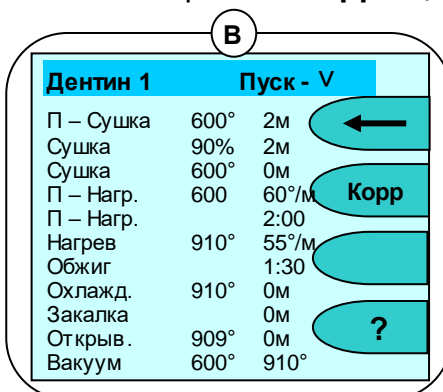 В
Дентин 1 Пуск - V
П – Сушка 600° 2м
Сушка 90% 2м
Сушка 600° 0м
П – Нагр. 600 60°/м
Корр
П – Нагр. 2:00
Нагрев 910° 55°/м
Обжиг 1:30
Охлажд. 910° 0м
Закалка 0м
?
Открыв. 909° 0м
Вакуум 600° 910°